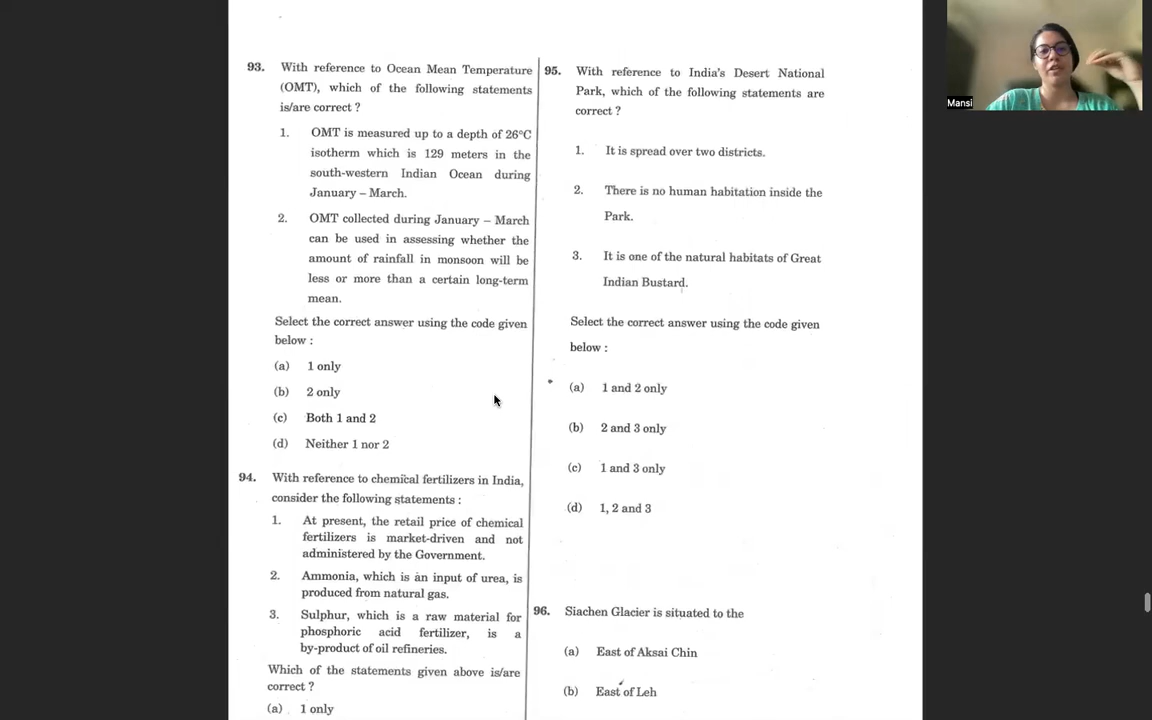 93. With reference to Ocean Mean Temperature
(OMT), which of the following statements
is/are correct ?
1. OMT is measured up to a depth of 26°C
isotherm which is 129 meters in the
south-western Indian Ocean during
January – March.
2. OMT collected during January – March
can be used in assessing whether the
amount of rainfall in monsoon will be
less or more than a certain long-term
mean.
Select the correct answer using the code given
below :
(a) 1 only
(b) 2 only
(c) Both 1 and 2
(d) Neither 1 nor 2
94. With reference to chemical fertilizers in India,
consider the following statements :
1. At present, the retail price of chemical
fertilizers is market-driven and not
administered by the Government.
2. Ammonia, which is an input of urea, is
produced from natural gas.
3. Sulphur, which is a raw material for
phosphoric acid fertilizer, is a
by-product of oil refineries.
Which of the statements given above is/are
correct ?
(a) 1 only
95. With reference to India's Desert National
Park, which of the following statements are
correct ?
1. It is spread over two districts.
2. There is no human habitation inside the
Park.
3. It is one of the natural habitats of Great
Indian Bustard.
Select the correct answer using the code given
below :
(a) 1 and 2 only
(b) 2 and 3 only
(c) 1 and 3 only
(d) 1, 2 and 3
96. Siachen Glacier is situated to the
(a) East of Aksai Chin
(b) East of Leh
Mansi